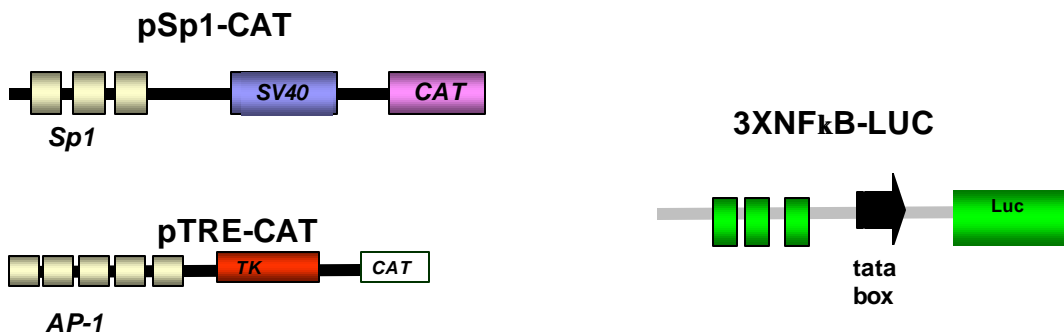 pSp1-CAT
SV40
CAT
Sp1
pTRE-CAT
TK
CAT
AP-1
3XNFkB-LUC
Luc
tata
box